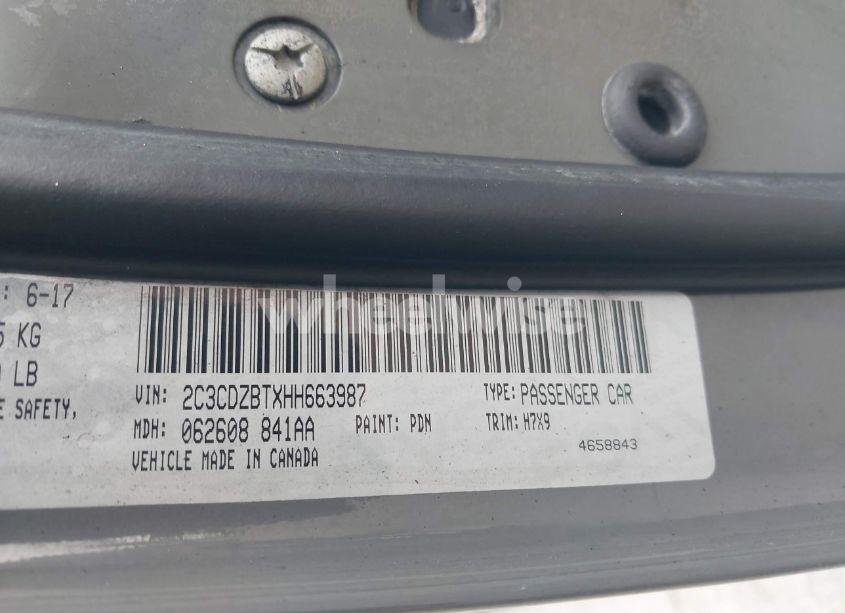 : 6-17
5 KG
LB
E SAFETY,
wheelwise
VIN: 2C3CDZBTXHH663987
TYPE: PASSENGER CAR
MDH: 062608 841AA
PAINT: PDN
TRIM: H7X9
VEHICLE MADE IN CANADA
4658843